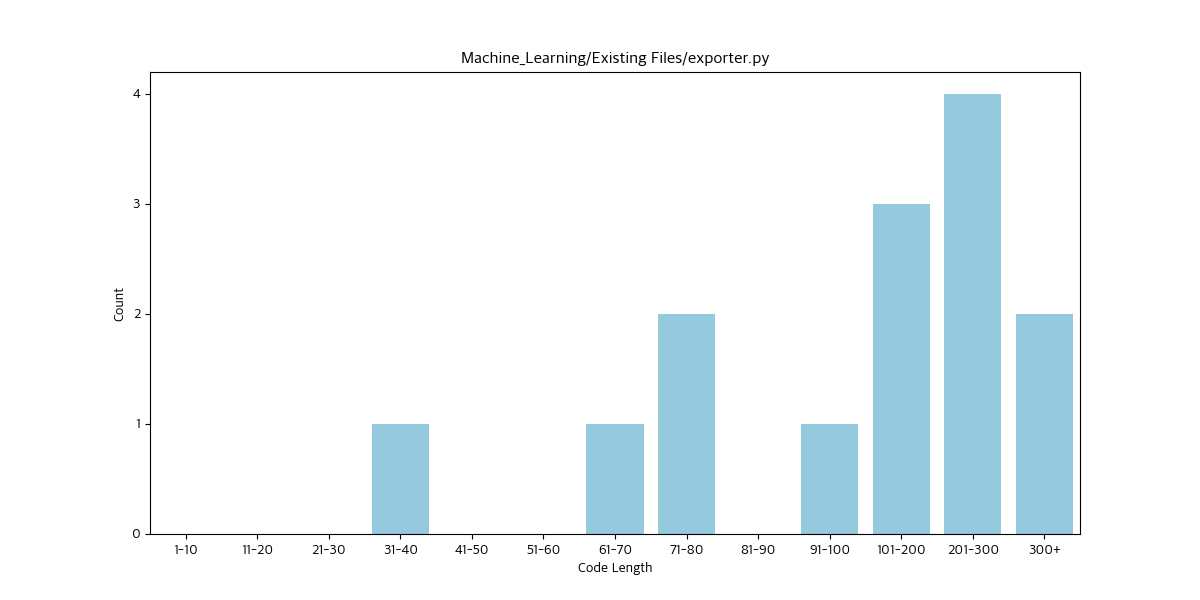 Machine_Learning/Existing Files/exporter.py
4
3
2
1
0
Count
1-10 11-20 21-30 31-40 41-50 51-60 61-70 71-80 81-90 91-100 101-200 201-300 300+
Code Length